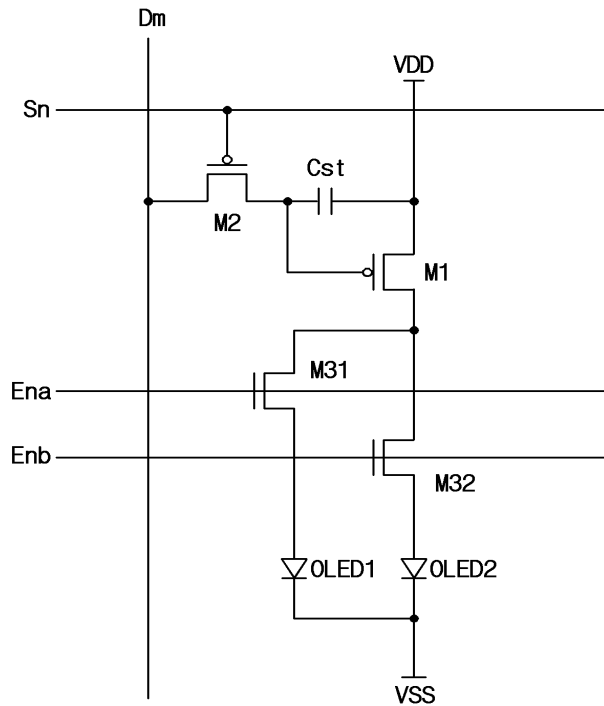 Dm
VDD
Sn
Cst
M2
M1
M31
Ena
Enb
M32
OLED1
OLED2
VSS